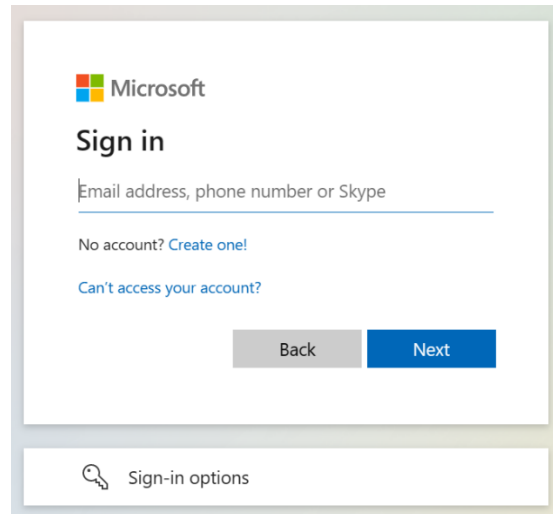 Microsoft
Sign in
Email address, phone number or Skype
No account? Create one!
Can't access your account?
Back Next
Sign-in options